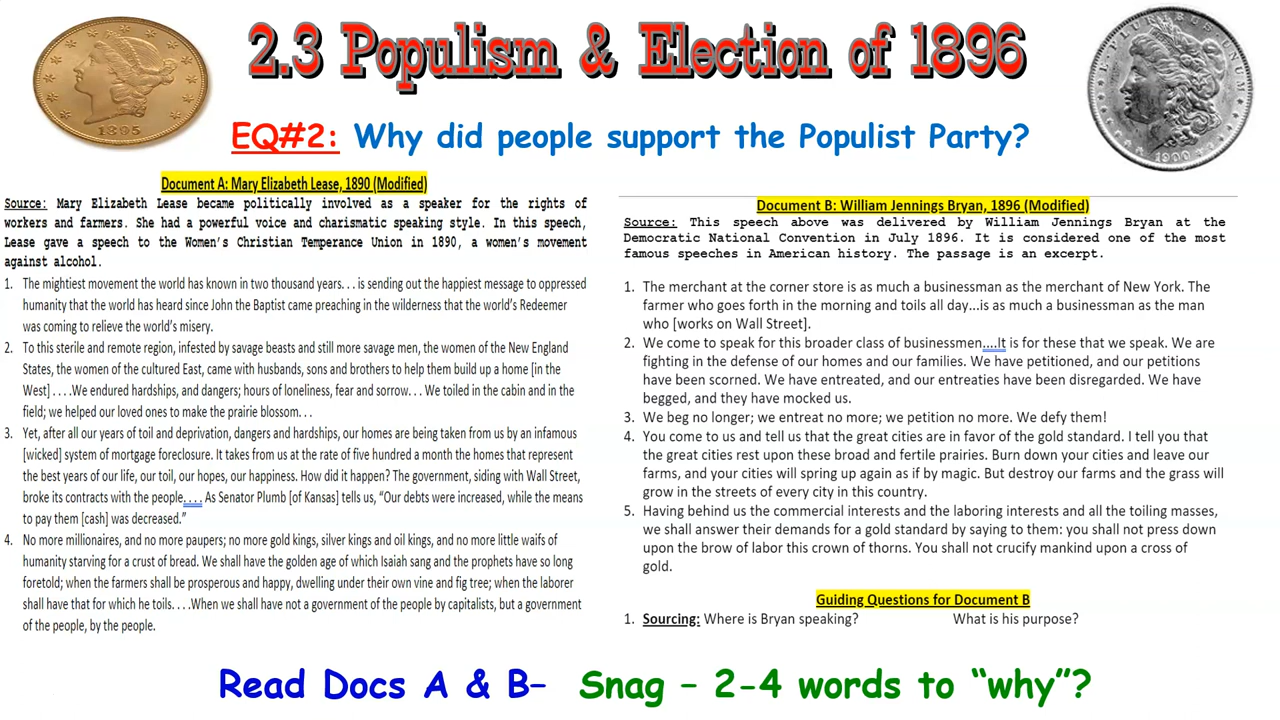 2.3 Populism & Election of 1896
EQ#2: Why did people support the Populist Party?
1895
PLURIBUS UNUM
1900
Document A: Mary Elizabeth Lease, 1890 (Modified)
Source: Mary Elizabeth Lease became politically involved as a speaker for the rights of
workers and farmers. She had a powerful voice and charismatic speaking style. In this speech,
Lease gave a speech to the Women's Christian Temperance Union in 1890, a women's movement
against alcohol.
1. The mightiest movement the world has known in two thousand years. . . is sending out the happiest message to oppressed
humanity that the world has heard since John the Baptist came preaching in the wilderness that the world's Redeemer
was coming to relieve the world's misery.
2. To this sterile and remote region, infested by savage beasts and still more savage men, the women of the New England
States, the women of the cultured East, came with husbands, sons and brothers to help them build up a home [in the
West] . . . .We endured hardships, and dangers; hours of loneliness, fear and sorrow. . . We toiled in the cabin and in the
field; we helped our loved ones to make the prairie blossom. . .
3. Yet, after all our years of toil and deprivation, dangers and hardships, our homes are being taken from us by an infamous
[wicked] system of mortgage foreclosure. It takes from us at the rate of five hundred a month the homes that represent
the best years of our life, our toil, our hopes, our happiness. How did it happen? The government, siding with Wall Street,
broke its contracts with the people. . . . As Senator Plumb [of Kansas] tells us, "Our debts were increased, while the means
to pay them [cash] was decreased."
4. No more millionaires, and no more paupers; no more gold kings, silver kings and oil kings, and no more little waifs of
humanity starving for a crust of bread. We shall have the golden age of which Isaiah sang and the prophets have so long
foretold; when the farmers shall be prosperous and happy, dwelling under their own vine and fig tree; when the laborer
shall have that for which he toils. . . .When we shall have not a government of the people by capitalists, but a government
of the people, by the people.
Document B: William Jennings Bryan, 1896 (Modified)
Source: This speech above was delivered by William Jennings Bryan at the
Democratic National Convention in July 1896. It is considered one of the most
famous speeches in American history. The passage is an excerpt.
1. The merchant at the corner store is as much a businessman as the merchant of New York. The
farmer who goes forth in the morning and toils all day...is as much a businessman as the man
who [works on Wall Street].
2. We come to speak for this broader class of businessmen....It is for these that we speak. We are
fighting in the defense of our homes and our families. We have petitioned, and our petitions
have been scorned. We have entreated, and our entreaties have been disregarded. We have
begged, and they have mocked us.
3. We beg no longer; we entreat no more; we petition no more. We defy them!
4. You come to us and tell us that the great cities are in favor of the gold standard. I tell you that
the great cities rest upon these broad and fertile prairies. Burn down your cities and leave our
farms, and your cities will spring up again as if by magic. But destroy our farms and the grass will
grow in the streets of every city in this country.
5. Having behind us the commercial interests and the laboring interests and all the toiling masses,
we shall answer their demands for a gold standard by saying to them: you shall not press down
upon the brow of labor this crown of thorns. You shall not crucify mankind upon a cross of
gold.
Guiding Questions for Document B
1. Sourcing: Where is Bryan speaking? What is his purpose?
Read Docs A & B– Snag – 2-4 words to "why"?